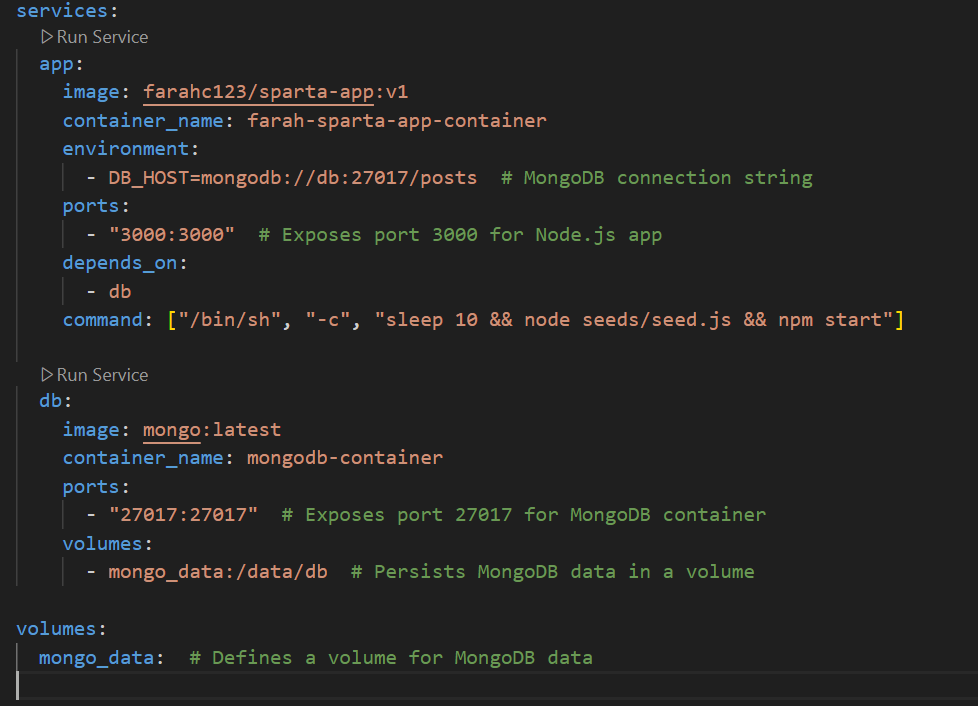 services:
▷Run Service
app:
image: farahc123/sparta-app:v1
container_name: farah-sparta-app-container
environment:
- DB_HOST=mongodb://db:27017/posts  # MongoDB connection string
ports:
- "3000:3000"  # Exposes port 3000 for Node.js app
depends_on:
- db
command: ["/bin/sh", "-c", "sleep 10 && node seeds/seed.js && npm start"]
▷Run Service
db:
image: mongo:latest
container_name: mongodb-container
ports:
- "27017:27017"  # Exposes port 27017 for MongoDB container
volumes:
- mongo_data:/data/db  # Persists MongoDB data in a volume
volumes:
mongo_data:  # Defines a volume for MongoDB data